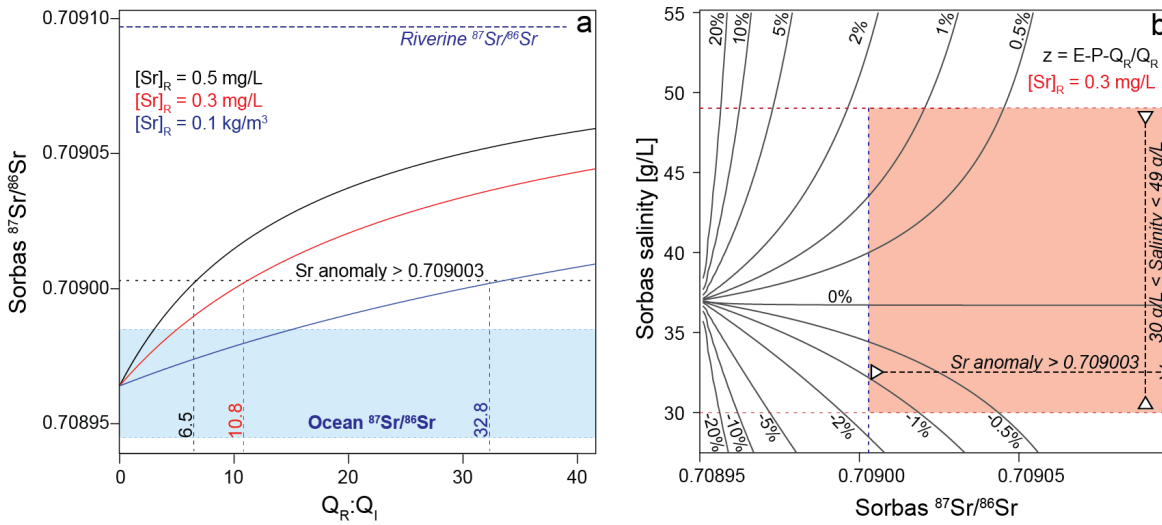 a
0.70910
Riverine ⁸⁷Sr/⁸⁶Sr
[Sr]R = 0.5 mg/L
[Sr]R = 0.3 mg/L
[Sr]R = 0.1 kg/m³
0.70905
Sorbas ⁸⁷Sr/⁸⁶Sr
Sr anomaly > 0.709003
0.70900
6.5
10.8
Ocean ⁸⁷Sr/⁸⁶Sr
32.8
0.70895
0
10
20
30
40
QR:QI
b
55
20%
10%
5%
2%
1%
0.5%
z = E-P-QR/QR
[Sr]R = 0.3 mg/L
50
45
Sorbas salinity [g/L]
40
0%
30 g/L < Salinity < 49 g/L
35
Sr anomaly > 0.709003
30
-20%
-10%
-5%
-2%
-1%
-0.5%
0.70895
0.70900
0.70905
Sorbas ⁸⁷Sr/⁸⁶Sr